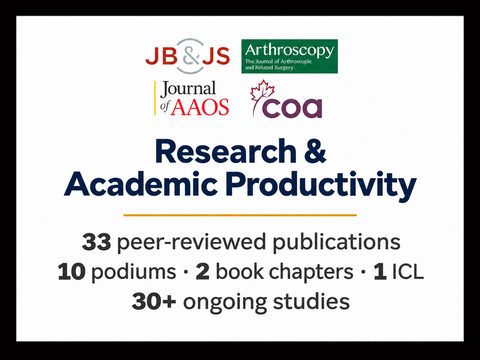 JB&JS
Arthroscopy
The Journal of Arthroscopic
and Related Surgery
Journal
of AAOS
coa
Research &
Academic Productivity
33 peer-reviewed publications
10 podiums · 2 book chapters · 1 ICL
30+ ongoing studies